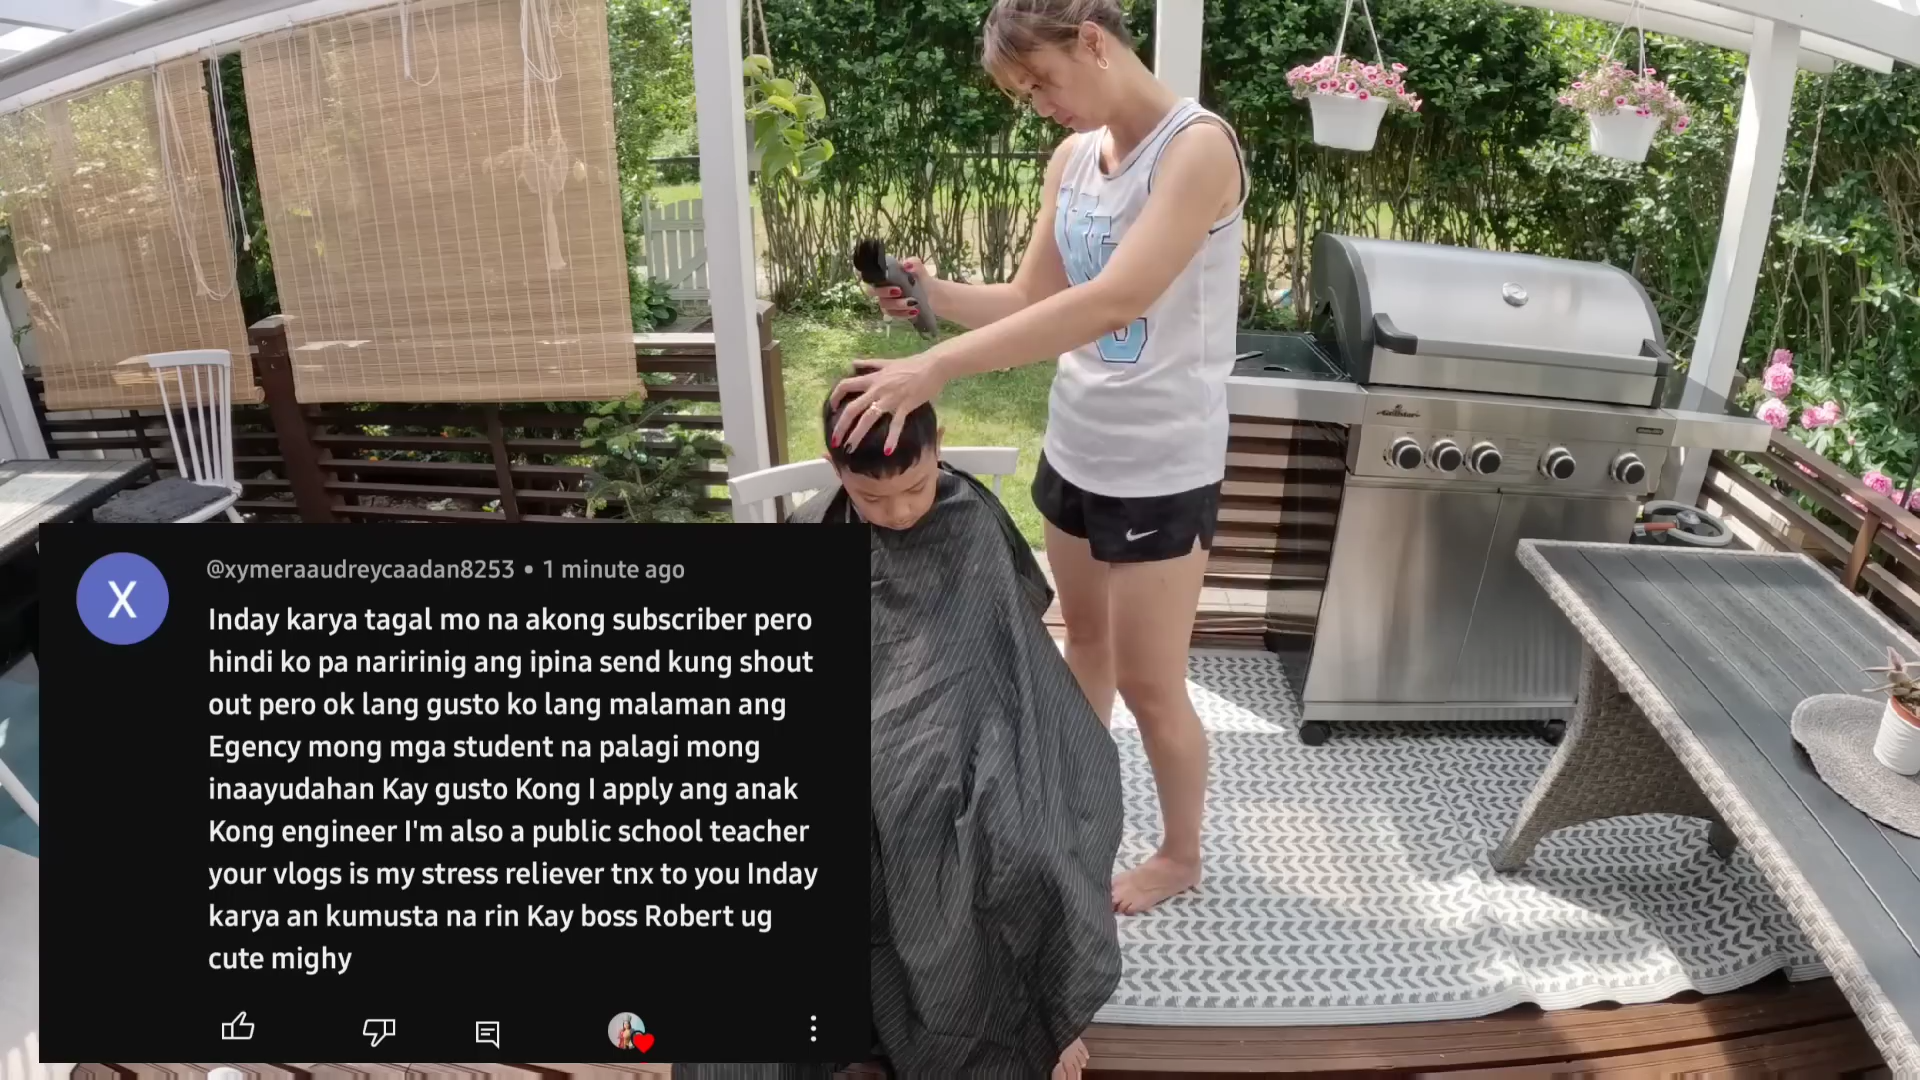 @xymeraaudreycaadan8253 • 1 minute ago
Inday karya tagal mo na akong subscriber pero
hindi ko pa naririnig ang ipina send kung shout
out pero ok lang gusto ko lang malaman ang
Egency mong mga student na palagi mong
inaayudahan Kay gusto Kong I apply ang anak
Kong engineer I'm also a public school teacher
your vlogs is my stress reliever tnx to you Inday
karya an kumusta na rin Kay boss Robert ug
cute mighy
X